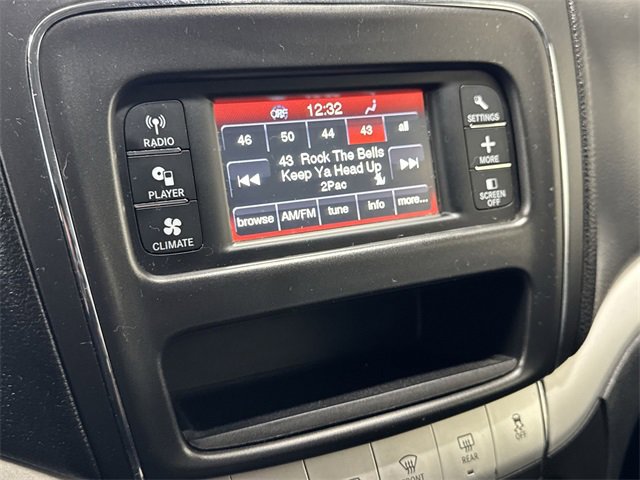 12:32
46 50 44 43 all
43 Rock The Bells
Keep Ya Head Up
2Pac
browse AM/FM tune info more...
RADIO
PLAYER
CLIMATE
SETTINGS
MORE
SCREEN
OFF
FRONT
REAR
OFF